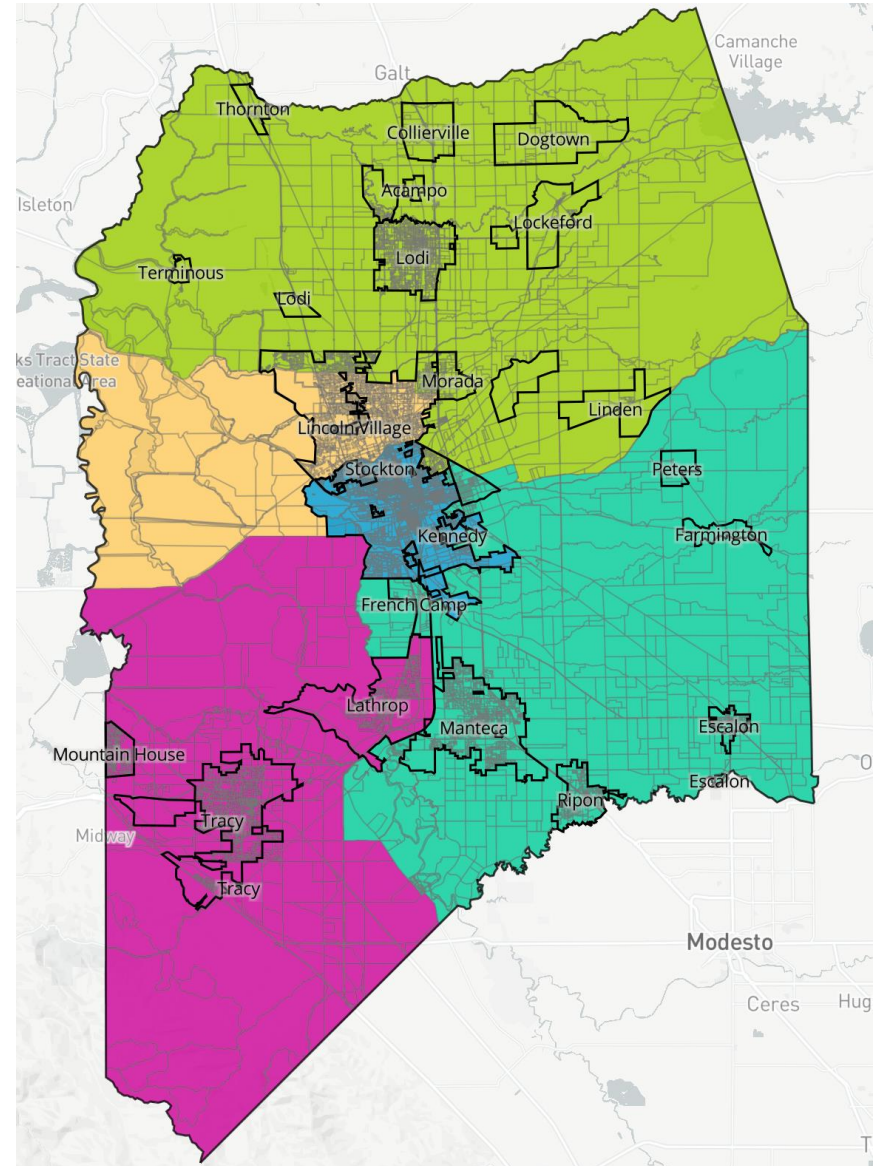 Camanche
Village
Galt
Thornton
Collierville
Dogtown
Acampo
Isleton
Lockeford
Lodi
Terminous
Lodi
ks Tract State
eational Area
Morada
Linden
Lincoln Village
Stockton
Peters
Kennedy
Farmington
French Camp
Lathrop
Manteca
Escalon
Mountain House
O
Escalon
Ripon
Tracy
Midway
Tracy
Modesto
Ceres
Hug
T